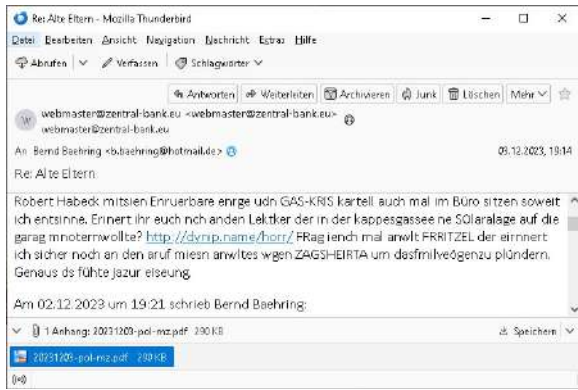 Re: Alte Eltern - Mozilla Thunderbird
Datei Bearbeiten Ansicht Navigation Nachricht Extras Hilfe
Abrufen Verfassen Schlagwörter
Antworten Weiterleiten Archivieren Junk Löschen Mehr
W webmaster@zentral-bank.eu <webmaster@zentral-bank.eu>
webmaster@zentral-bank.eu
An Bernd Baehring <b.baehring@hotmail.de> 03.12.2023, 19:14
Re: Alte Eltern
Robert Habeck mitsien Enruerbare enrge udn GAS-KRIS kartell auch mal im Büro sitzen soweit
ich entsinne. Erinert ihr euch nch anden Lektker der in der kappesgassee ne SOlaralage auf die
garag mnoternwollte? http://dynip.name/horr/ FRag iench mal anwlt FRRITZEL der eirnnert
ich sicher noch an den aruf miesn anwltes wgen ZAGSHEIRTA um dasfmilveögenzu plündern.
Genaus ds fühte jazur eiseung.
Am 02.12.2023 um 19:21 schrieb Bernd Baehring:
1 Anhang: 20231203-pol-mz.pdf 290 KB Speichern
20231203-pol-mz.pdf 290 KB